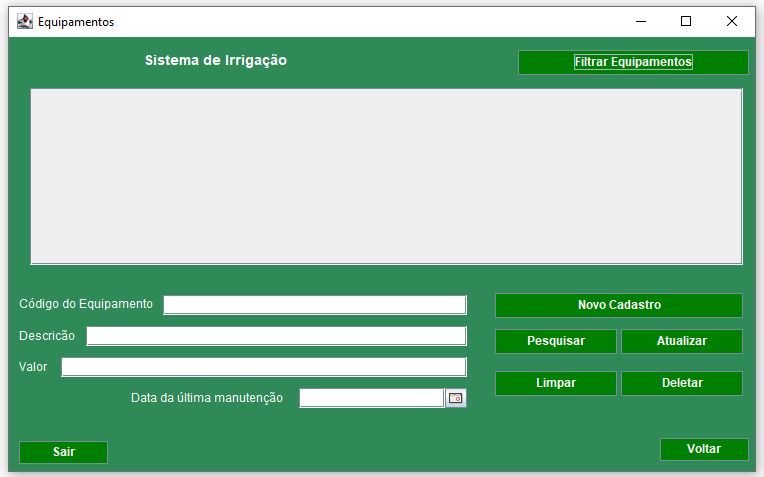 Equipamentos
Sistema de Irrigação
Filtrar Equipamentos
Código do Equipamento
Novo Cadastro
Descricão
Pesquisar
Atualizar
Valor
Limpar
Deletar
Data da última manutenção
Sair
Voltar